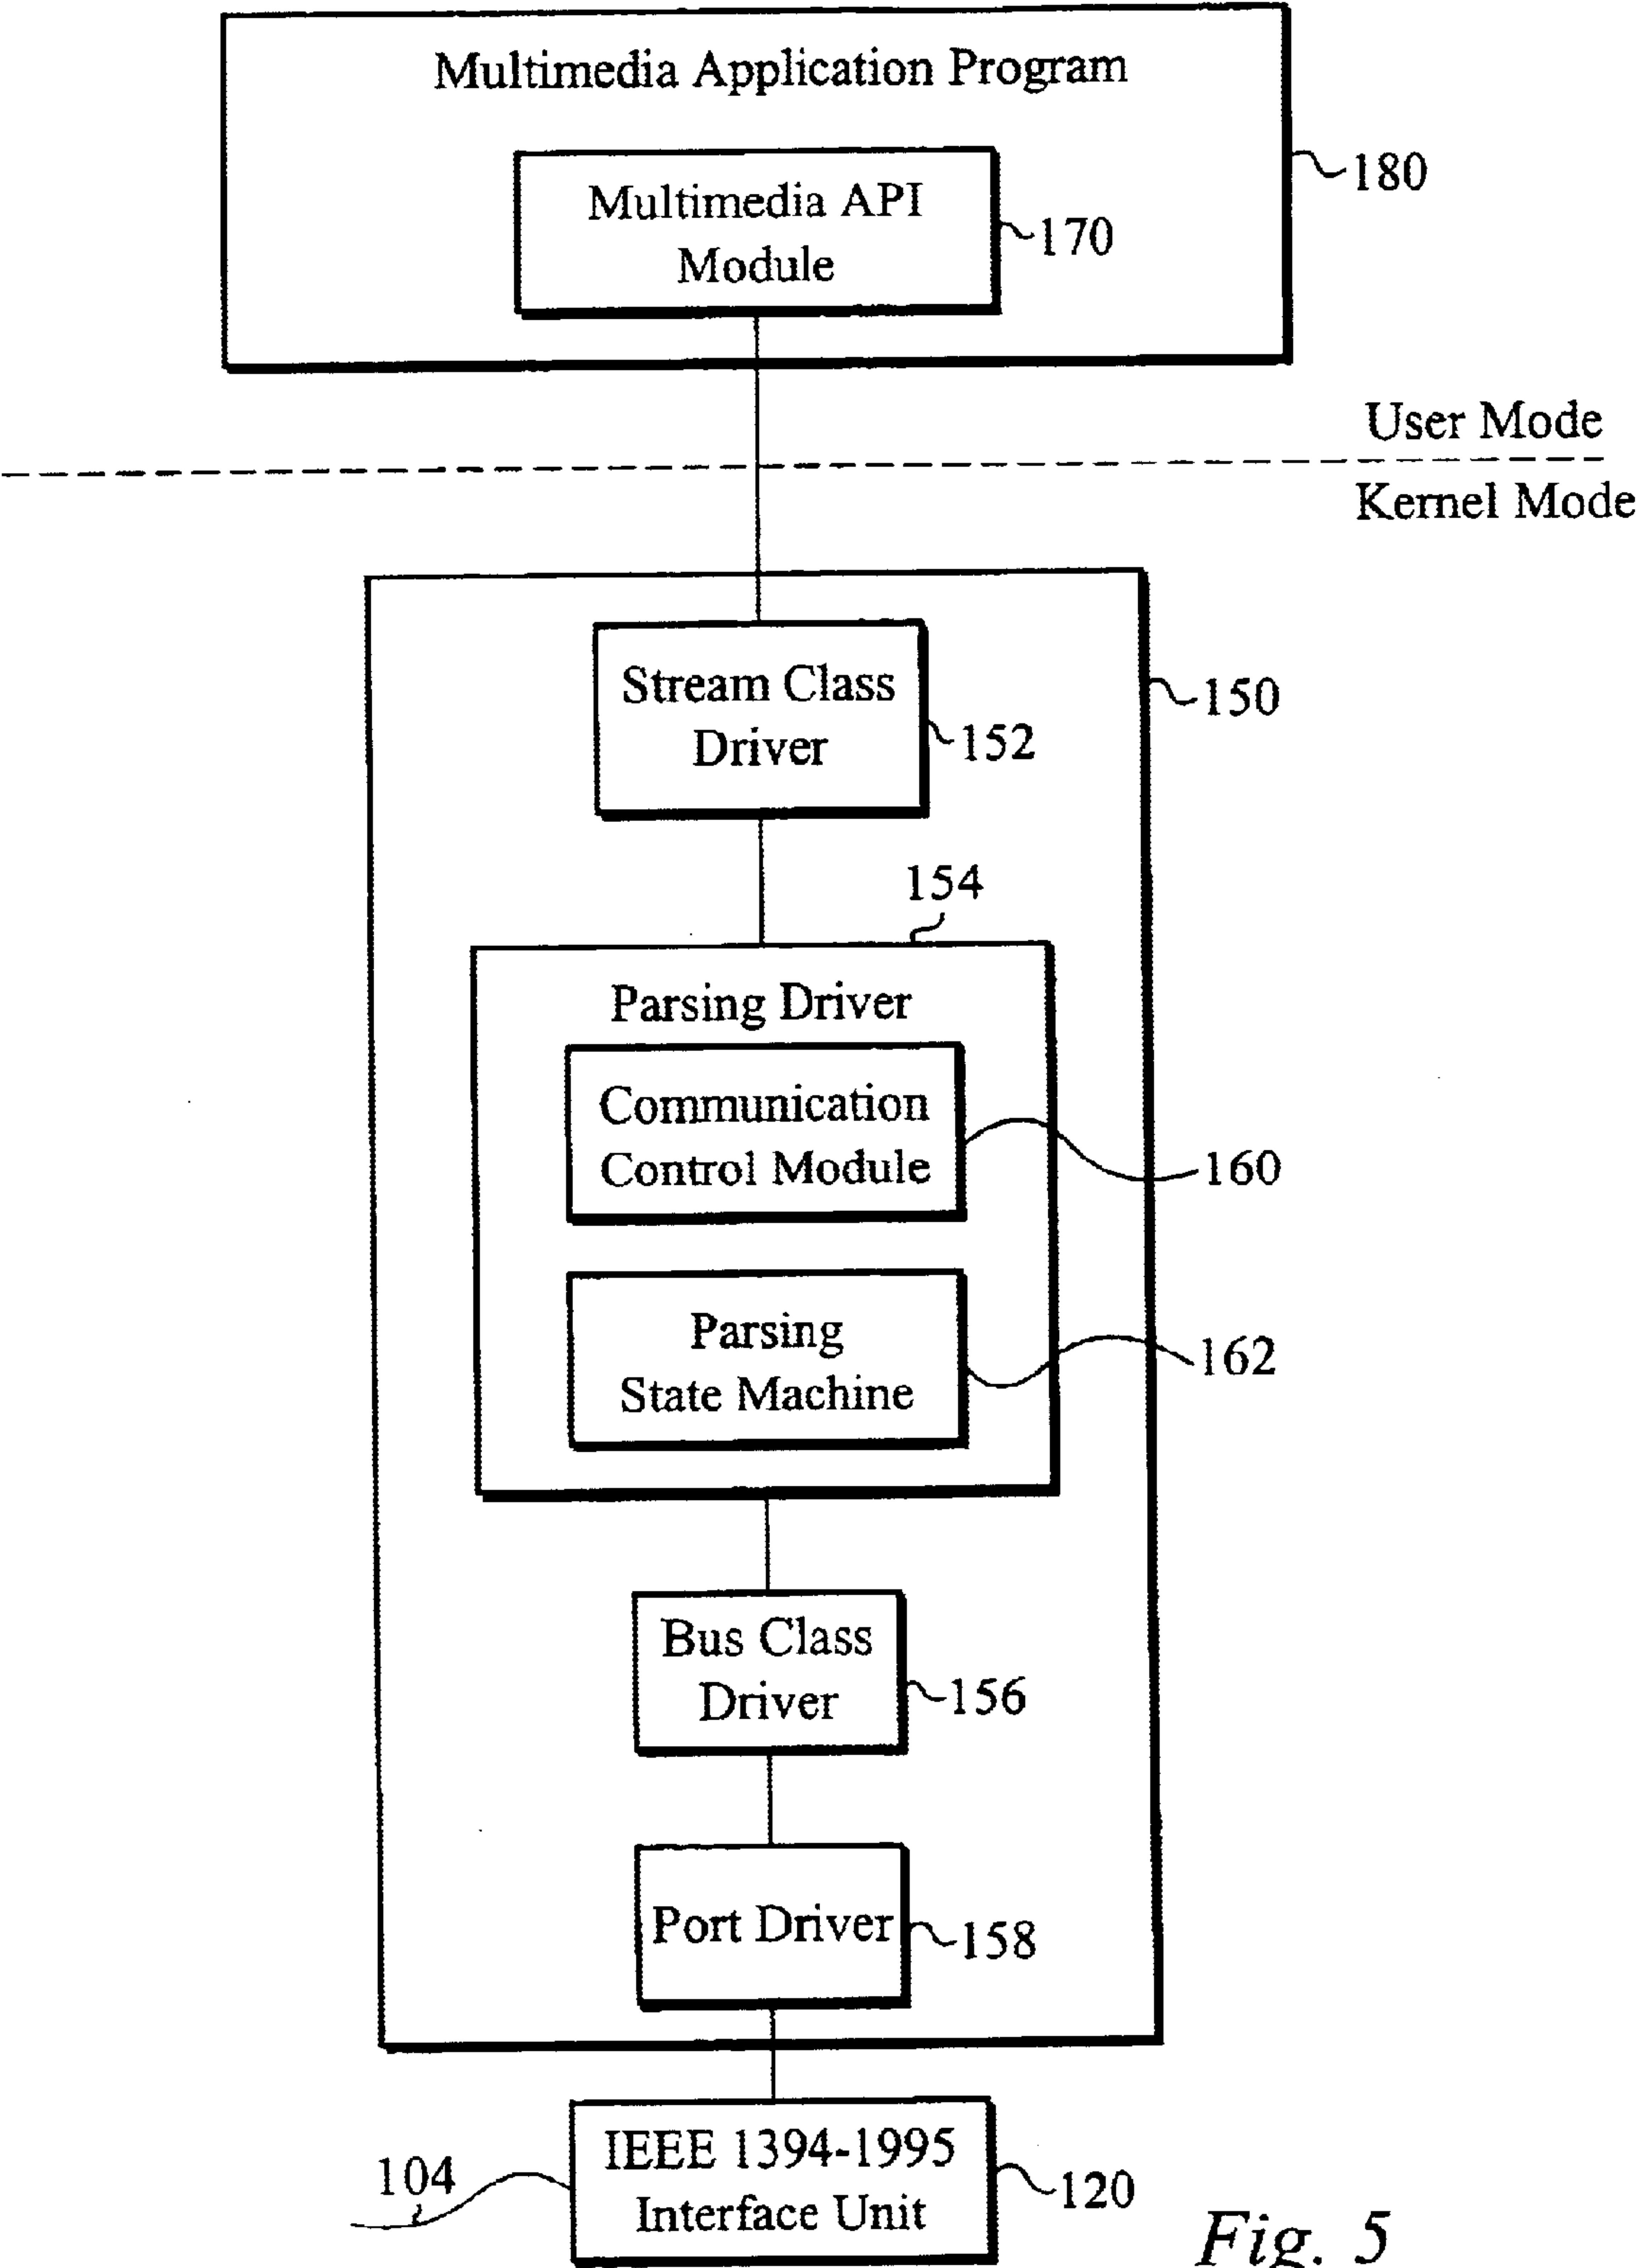 Multimedia Application Program
Multimedia API
Module
170
180
User Mode
Kernel Mode
Stream Class
Driver
152
150
154
Parsing Driver
Communication
Control Module
160
Parsing
State Machine
162
Bus Class
Driver
156
Port Driver
158
IEEE 1394-1995
Interface Unit
104
120
Fig. 5